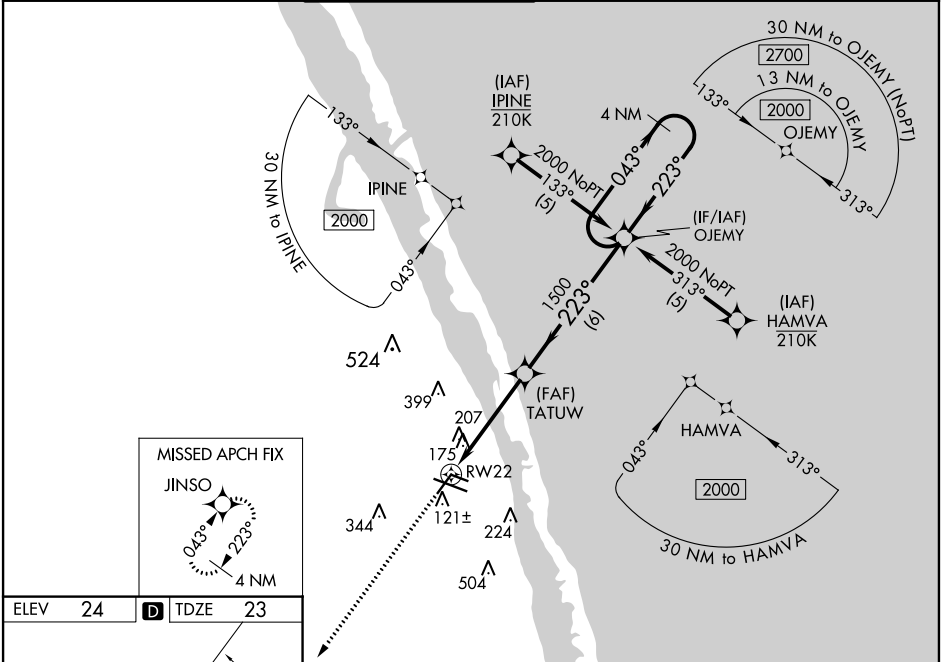 30 NM to OJEMY (NoPT)
2700
13 NM to OJEMY
2000
133°
OJEMY
313°
(IAF)
IPINE
210K
4 NM
133°
IPINE
2000
30 NM to IPINE
043°
2000 NoPT
133°
(5)
043°
223°
(IF/IAF)
OJEMY
2000 NoPT
313°
(5)
(IAF)
HAMVA
210K
1500
223°
(6)
524
399
(FAF)
TATUW
207
175
RW22
344
121±
224
504
HAMVA
043°
313°
2000
30 NM to HAMVA
MISSED APCH FIX
JINSO
043°
223°
4 NM
ELEV 24 D TDZE 23